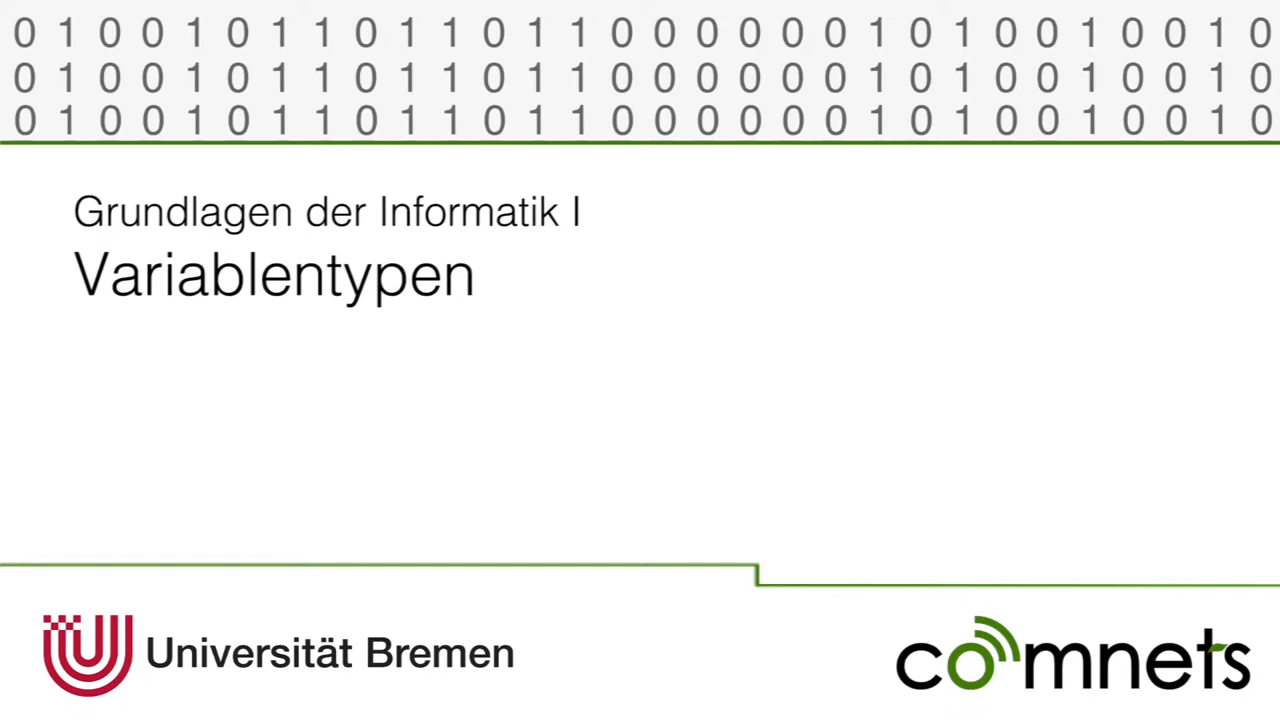 0 1 0 0 1 0 1 1 0 1 1 0 1 1 0 0 0 0 0 0 1 0 1 0 0 1 0 0 1 0
0 1 0 0 1 0 1 1 0 1 1 0 1 1 0 0 0 0 0 0 1 0 1 0 0 1 0 0 1 0
0 1 0 0 1 0 1 1 0 1 1 0 1 1 0 0 0 0 0 0 1 0 1 0 0 1 0 0 1 0
Grundlagen der Informatik I
Variablentypen
Universität Bremen
comnets